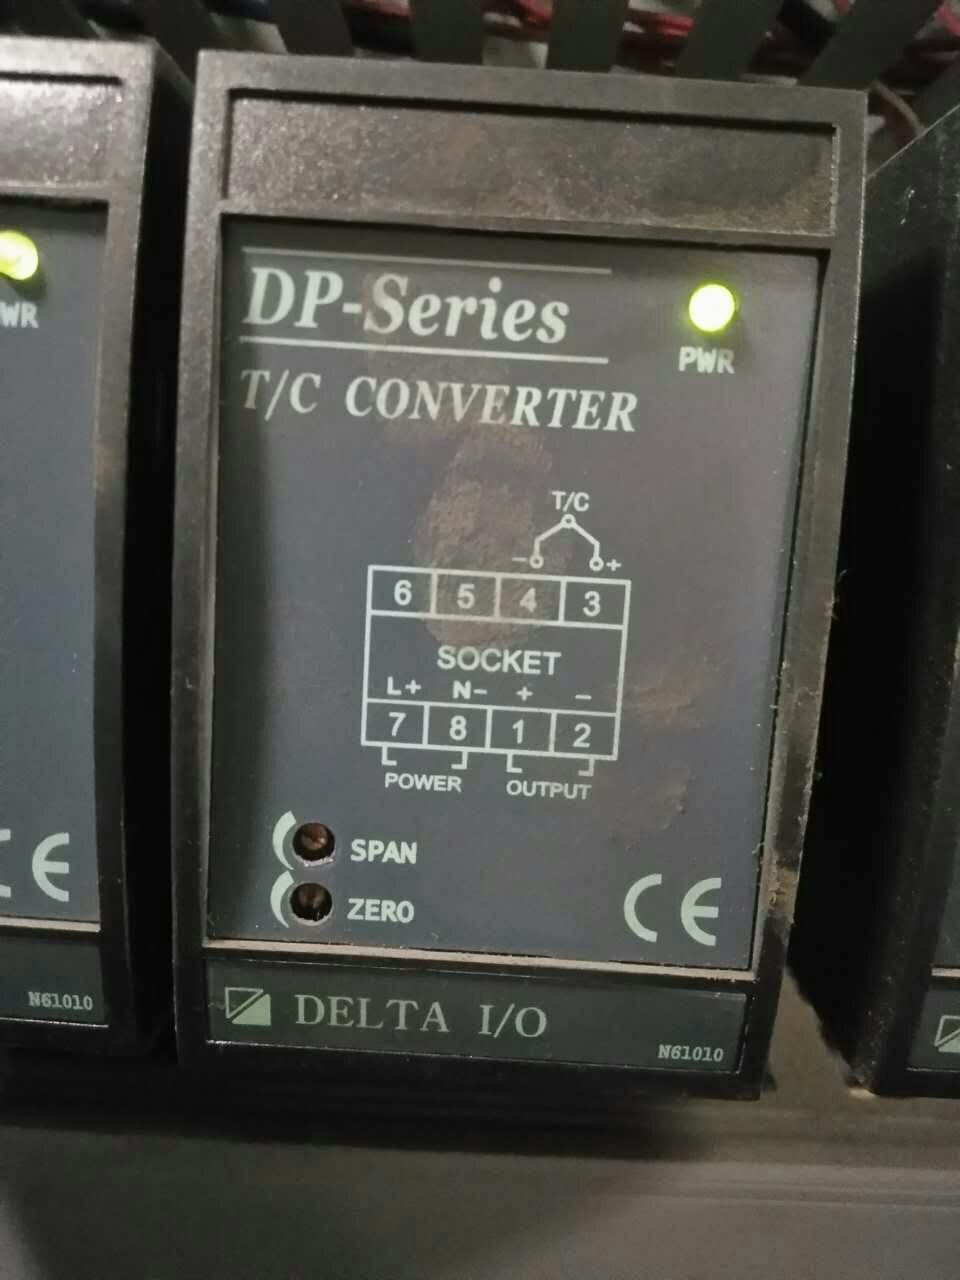 DP-Series
PWR
T/C CONVERTER
T/C
− +
6 5 4 3
SOCKET
L+ N− + −
7 8 1 2
POWER OUTPUT
SPAN
ZERO
CE
DELTA I/O
N61010
WR
CE
N61010